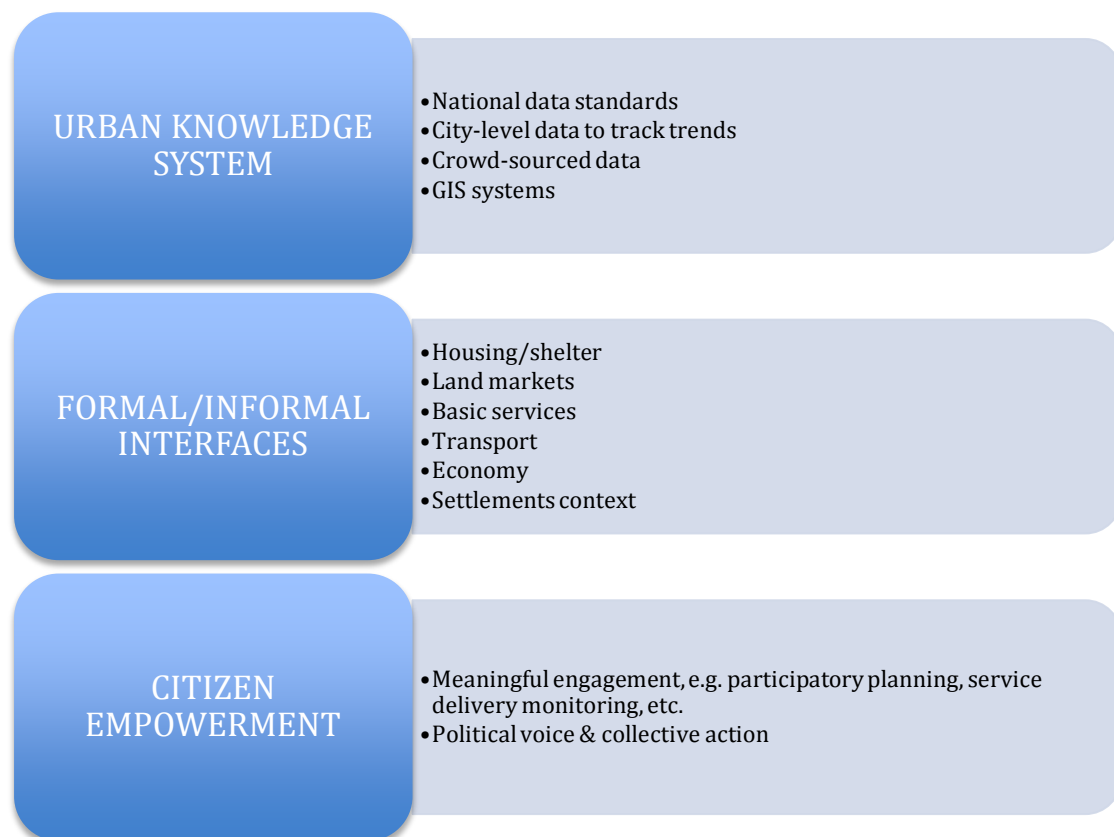 URBAN KNOWLEDGE
SYSTEM
•National data standards
•City-level data to track trends
•Crowd-sourced data
•GIS systems
FORMAL/INFORMAL
INTERFACES
•Housing/shelter
•Land markets
•Basic services
•Transport
•Economy
•Settlements context
CITIZEN
EMPOWERMENT
•Meaningful engagement, e.g. participatory planning, service
delivery monitoring, etc.
•Political voice & collective action